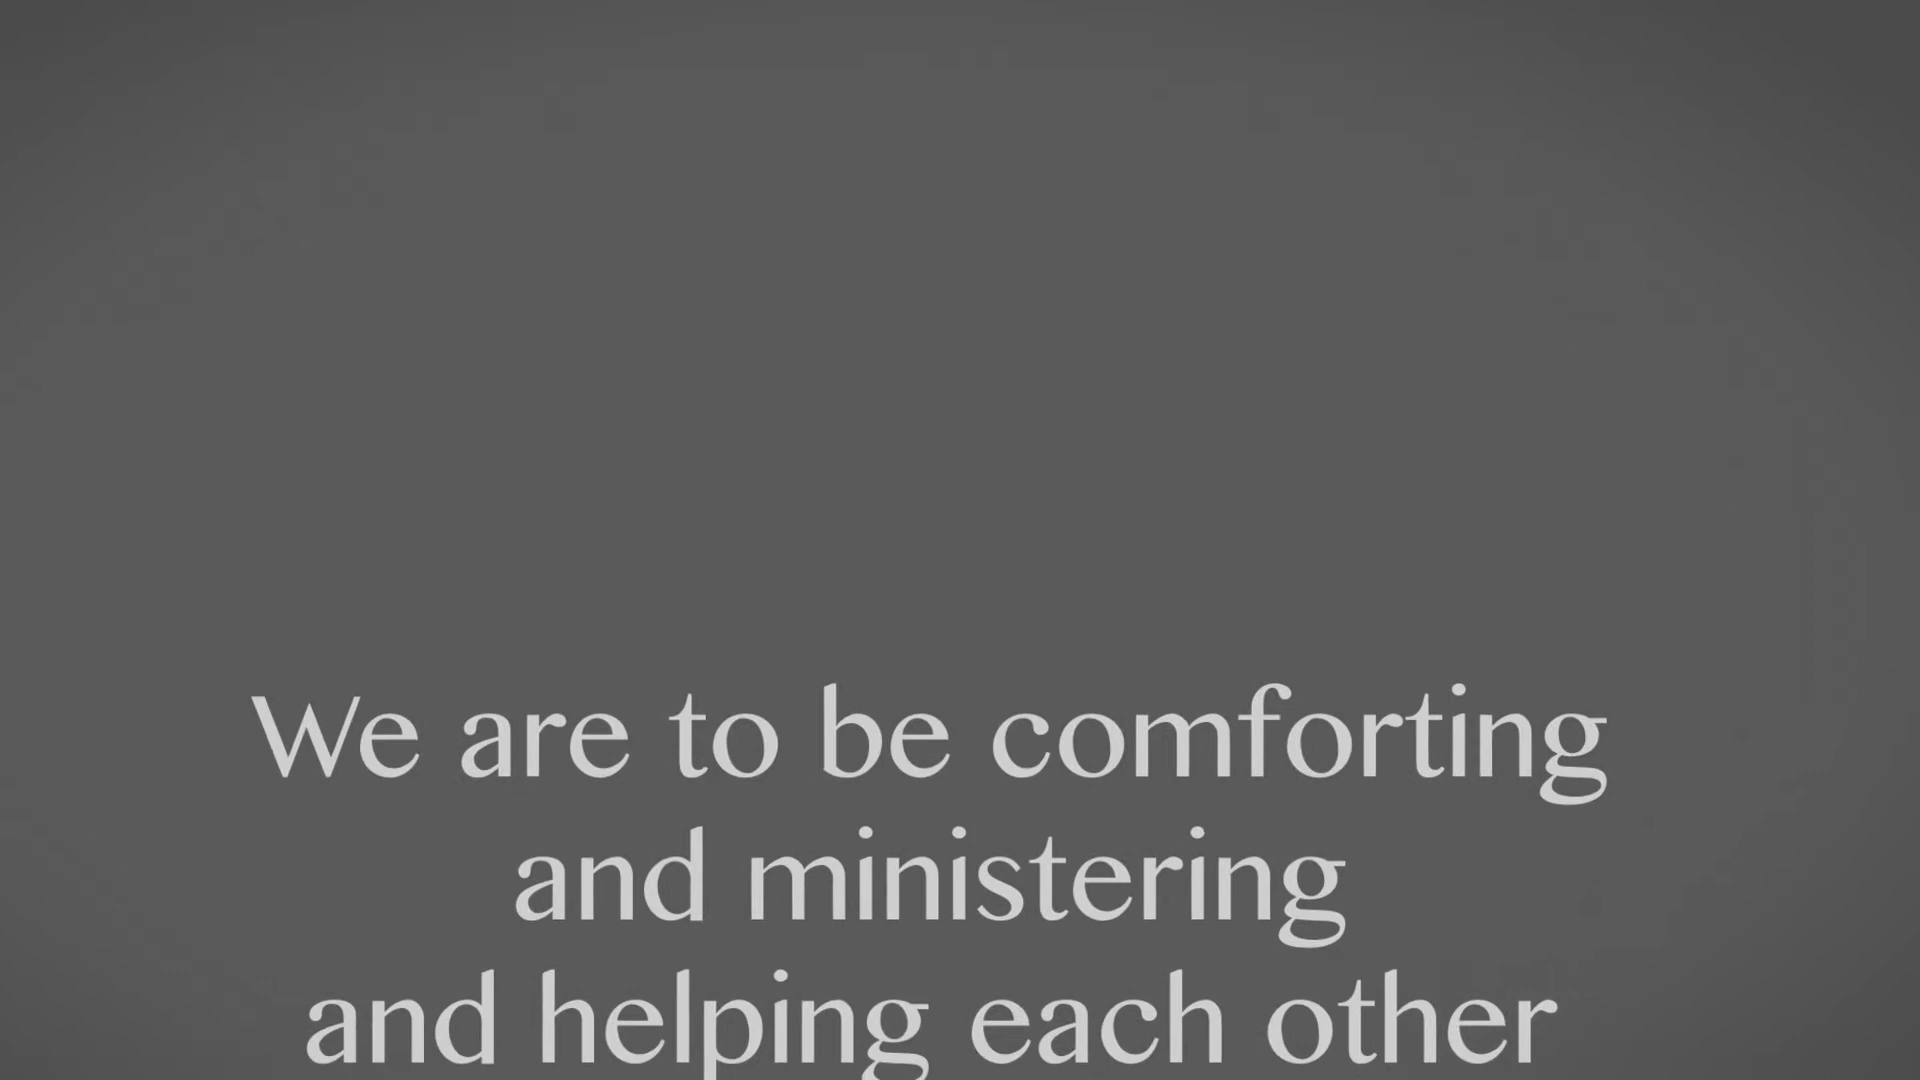 We are to be comforting
and ministering
and helping each other